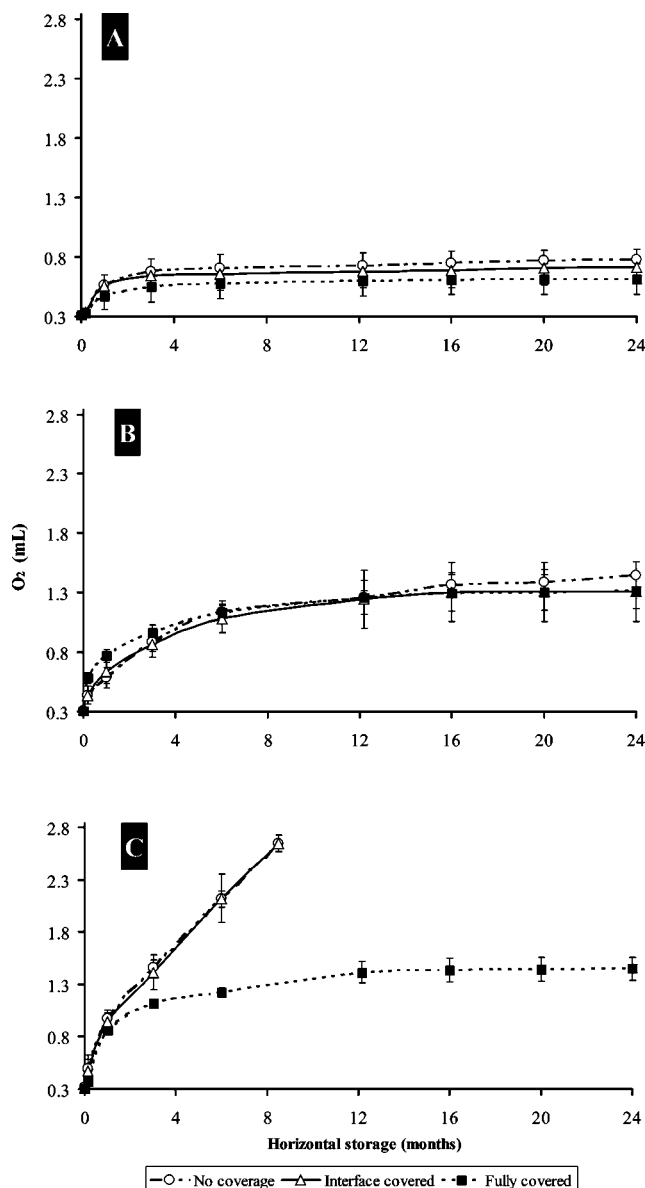 A
2.8
2.3
1.8
1.3
0.8
0.3
0 4 8 12 16 20 24
B
2.8
2.3
1.8
1.3
0.8
0.3
0 4 8 12 16 20 24
O₂ (mL)
C
2.8
2.3
1.8
1.3
0.8
0.3
0 4 8 12 16 20 24
Horizontal storage (months)
No coverage Interface covered Fully covered